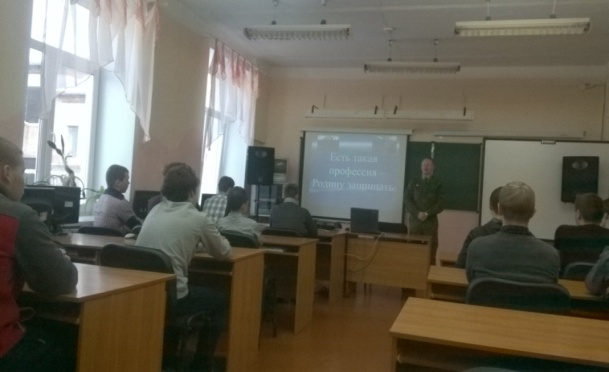 Есть такая
профессия –
Родину защищать.